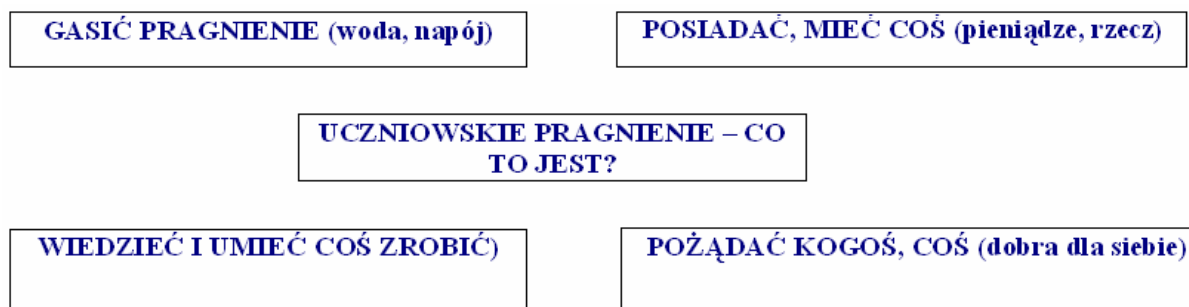 GASIĆ PRAGNIENIE (woda, napój)
POSIADAĆ, MIEĆ COŚ (pieniądze, rzecz)
UCZNIOWSKIE PRAGNIENIE – CO
TO JEST?
WIEDZIEĆ I UMIEĆ COŚ ZROBIĆ)
POŻĄDAĆ KOGOŚ, COŚ (dobra dla siebie)